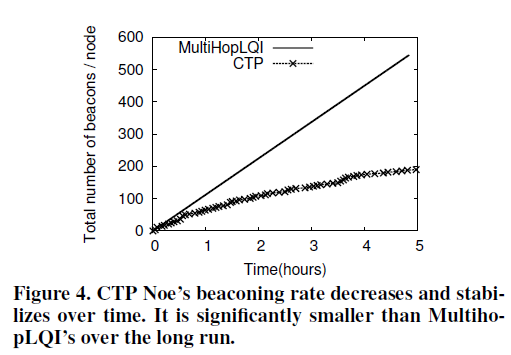 600
MultiHopLQI
500
CTP
400
300
200
100
0
Total number of beacons / node
0 1 2 3 4 5
Time(hours)
Figure 4. CTP Noe's beaconing rate decreases and stabi-
lizes over time. It is significantly smaller than Multiho-
pLQI's over the long run.